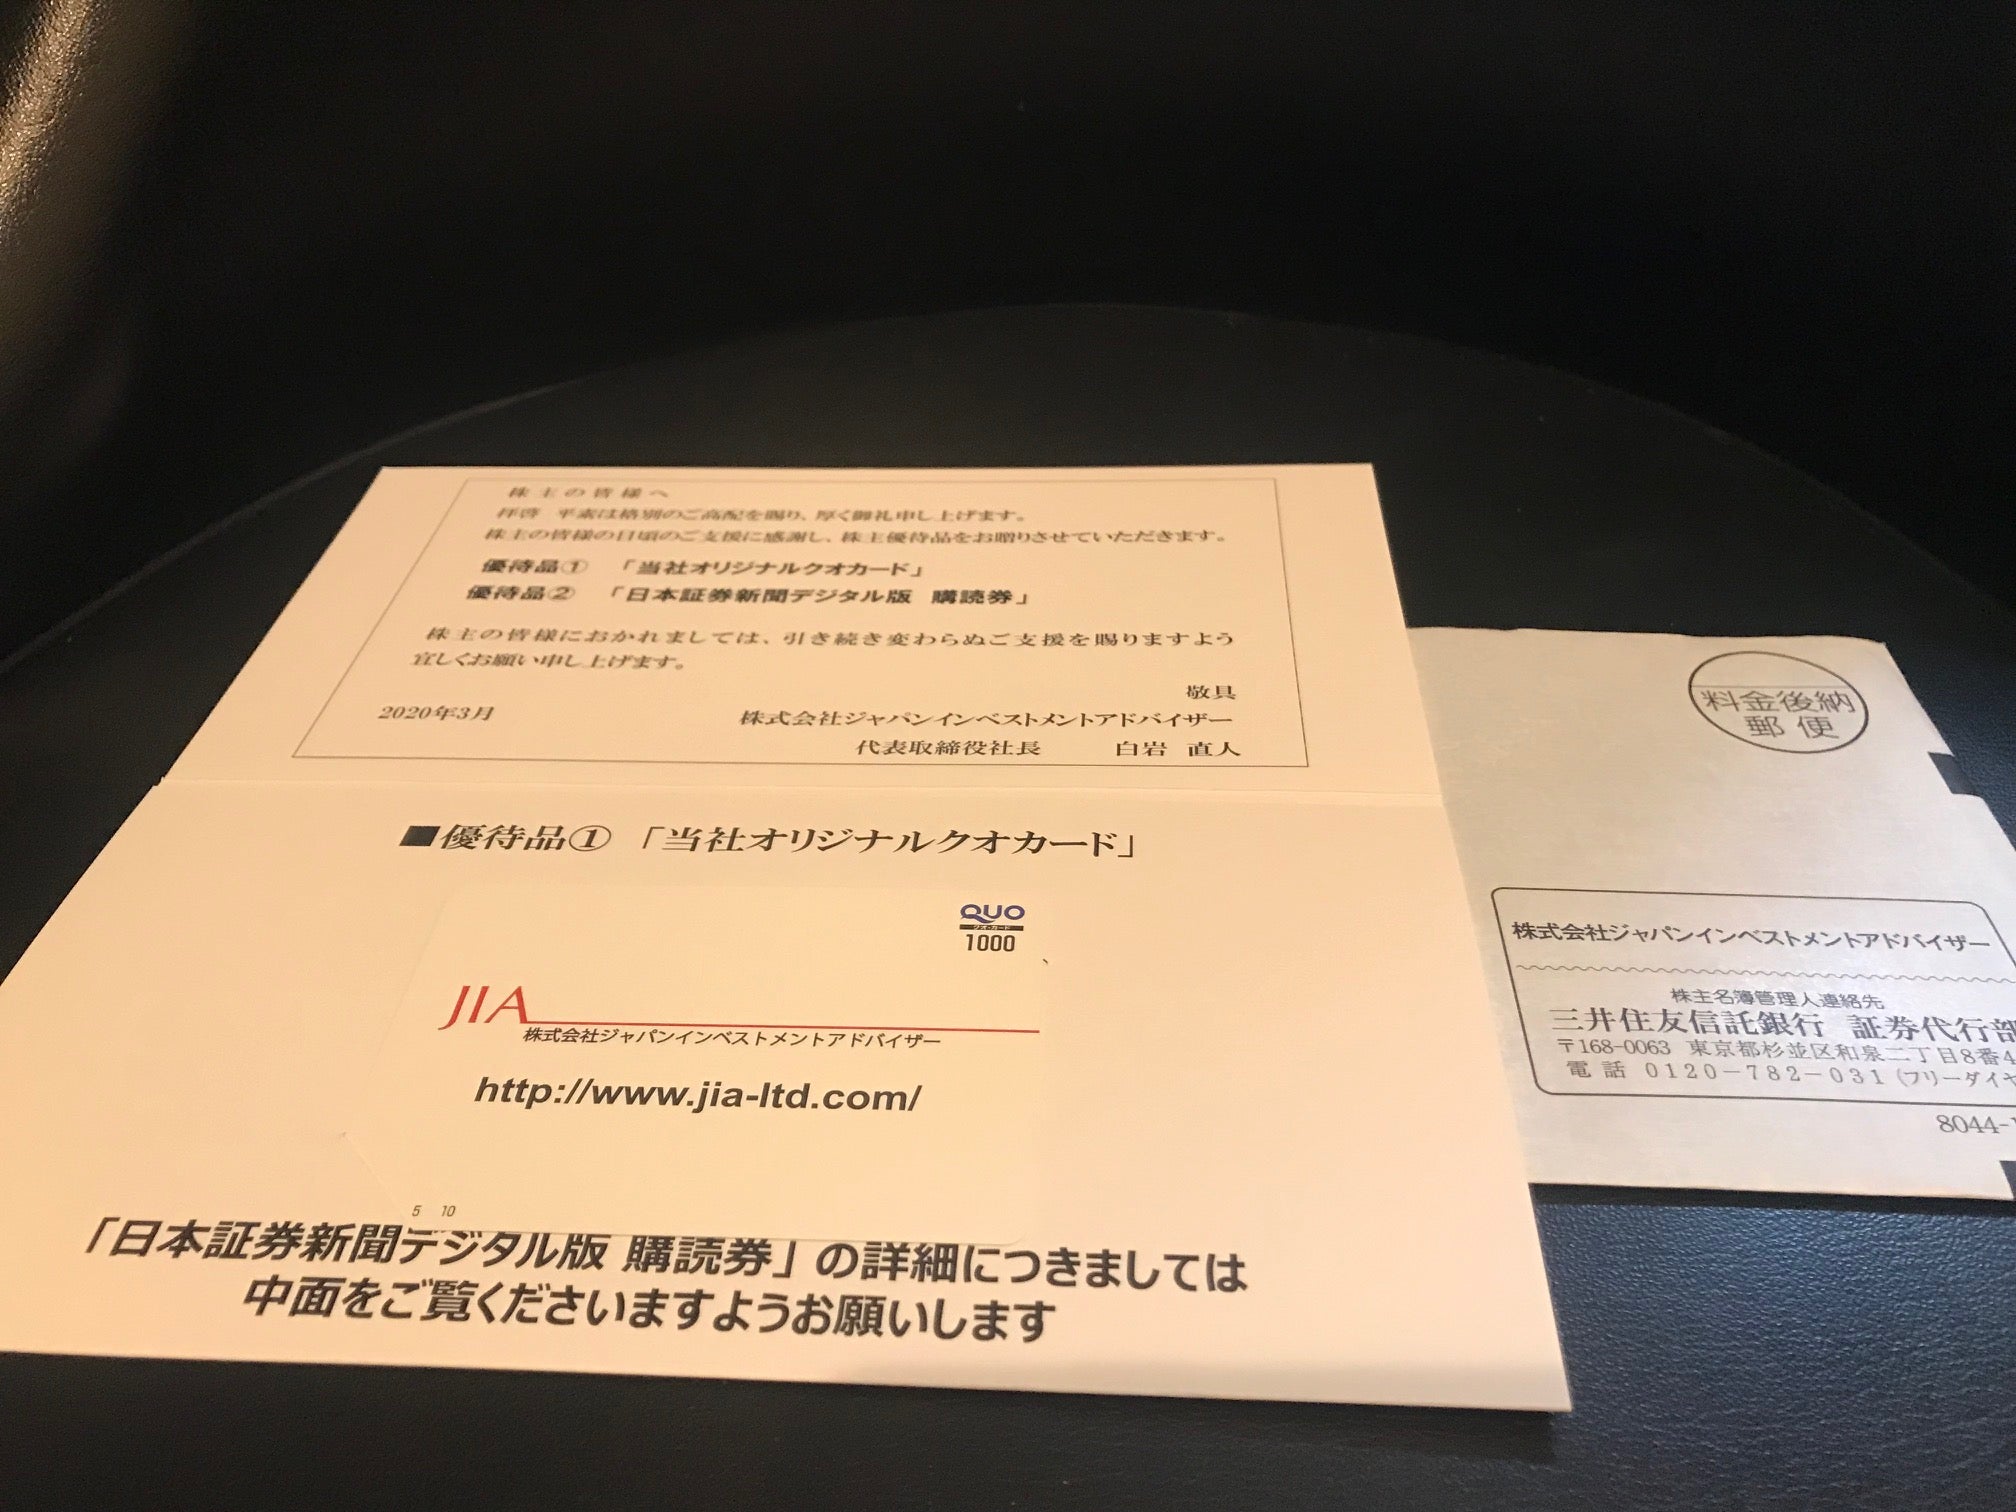 株主の皆様へ
拝啓 平素は格別のご高配を賜り、厚く御礼申し上げます。
株主の皆様の日頃のご支援に感謝し、株主優待品をお贈りさせていただきます。
優待品① 「当社オリジナルクオカード」
優待品② 「日本証券新聞デジタル版 購読券」
株主の皆様におかれましては、引き続き変わらぬご支援を賜りますよう
宜しくお願い申し上げます。
敬具
2020年3月 株式会社ジャパンインベストメントアドバイザー
代表取締役社長 白岩 直人
■優待品① 「当社オリジナルクオカード」
QUO
クオ・カード
1000
JIA
株式会社ジャパンインベストメントアドバイザー
http://www.jia-ltd.com/
5 10
「日本証券新聞デジタル版 購読券」の詳細につきましては
中面をご覧くださいますようお願いします
料金後納
郵便
株式会社ジャパンインベストメントアドバイザー
株主名簿管理人連絡先
三井住友信託銀行 証券代行部
〒168-0063 東京都杉並区和泉二丁目8番4
電話 0120-782-031(フリーダイヤ
8044-1